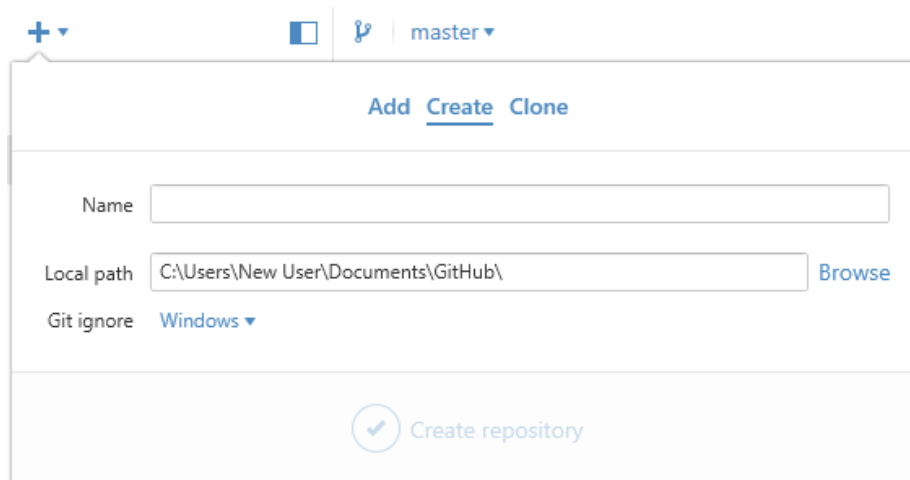 master
Add Create Clone
Name
Local path C:\Users\New User\Documents\GitHub\ Browse
Git ignore Windows
Create repository